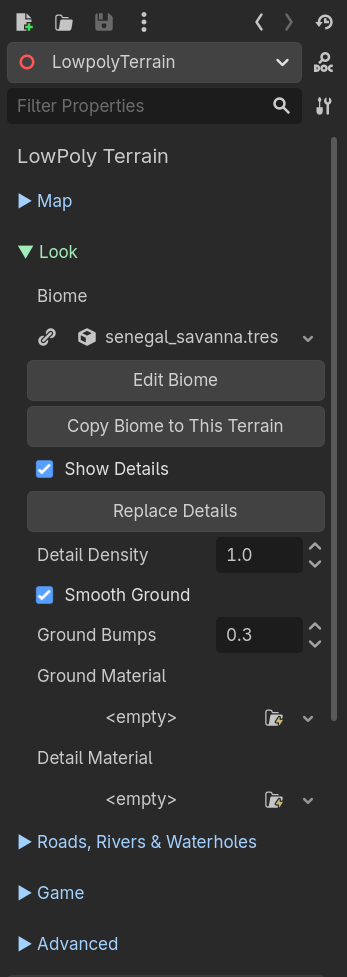 LowpolyTerrain
DOC
Filter Properties
LowPoly Terrain
Map
Look
Biome
senegal_savanna.tres
Edit Biome
Copy Biome to This Terrain
Show Details
Replace Details
Detail Density 1.0
Smooth Ground
Ground Bumps 0.3
Ground Material
<empty>
Detail Material
<empty>
Roads, Rivers & Waterholes
Game
Advanced